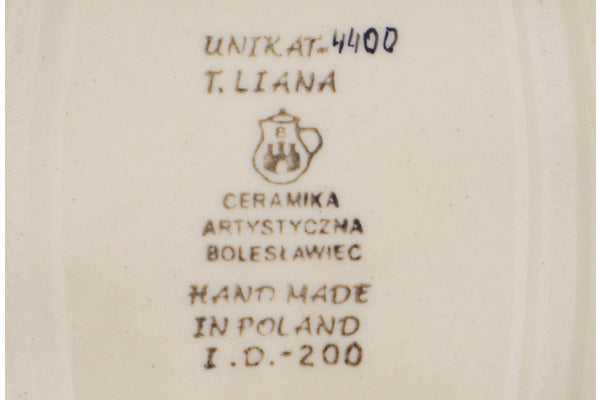 UNIKAT-4400
T. LIANA
B
CERAMIKA
ARTYSTYCZNA
BOLESŁAWIEC
HAND MADE
IN POLAND
I.D.-200